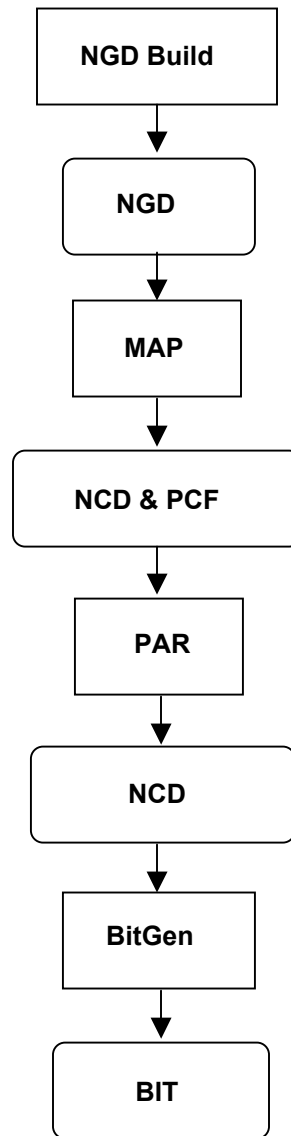 NGD Build
NGD
MAP
NCD & PCF
PAR
NCD
BitGen
BIT